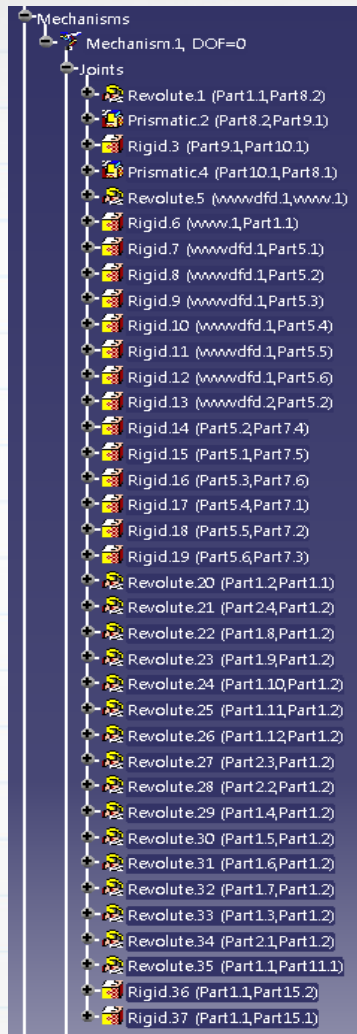 Mechanisms
Mechanism.1, DOF=0
Joints
Revolute.1 (Part1.1,Part8.2)
Prismatic.2 (Part8.2,Part9.1)
Rigid.3 (Part9.1,Part10.1)
Prismatic.4 (Part10.1,Part8.1)
Revolute.5 (wwwdfd.1,www.1)
Rigid.6 (www.1,Part1.1)
Rigid.7 (wwwdfd.1,Part5.1)
Rigid.8 (wwwdfd.1,Part5.2)
Rigid.9 (wwwdfd.1,Part5.3)
Rigid.10 (wwwdfd.1,Part5.4)
Rigid.11 (wwwdfd.1,Part5.5)
Rigid.12 (wwwdfd.1,Part5.6)
Rigid.13 (wwwdfd.2,Part5.2)
Rigid.14 (Part5.2,Part7.4)
Rigid.15 (Part5.1,Part7.5)
Rigid.16 (Part5.3,Part7.6)
Rigid.17 (Part5.4,Part7.1)
Rigid.18 (Part5.5,Part7.2)
Rigid.19 (Part5.6,Part7.3)
Revolute.20 (Part1.2,Part1.1)
Revolute.21 (Part2.4,Part1.2)
Revolute.22 (Part1.8,Part1.2)
Revolute.23 (Part1.9,Part1.2)
Revolute.24 (Part1.10,Part1.2)
Revolute.25 (Part1.11,Part1.2)
Revolute.26 (Part1.12,Part1.2)
Revolute.27 (Part2.3,Part1.2)
Revolute.28 (Part2.2,Part1.2)
Revolute.29 (Part1.4,Part1.2)
Revolute.30 (Part1.5,Part1.2)
Revolute.31 (Part1.6,Part1.2)
Revolute.32 (Part1.7,Part1.2)
Revolute.33 (Part1.3,Part1.2)
Revolute.34 (Part2.1,Part1.2)
Revolute.35 (Part1.1,Part11.1)
Rigid.36 (Part1.1,Part15.2)
Rigid.37 (Part1.1,Part15.1)